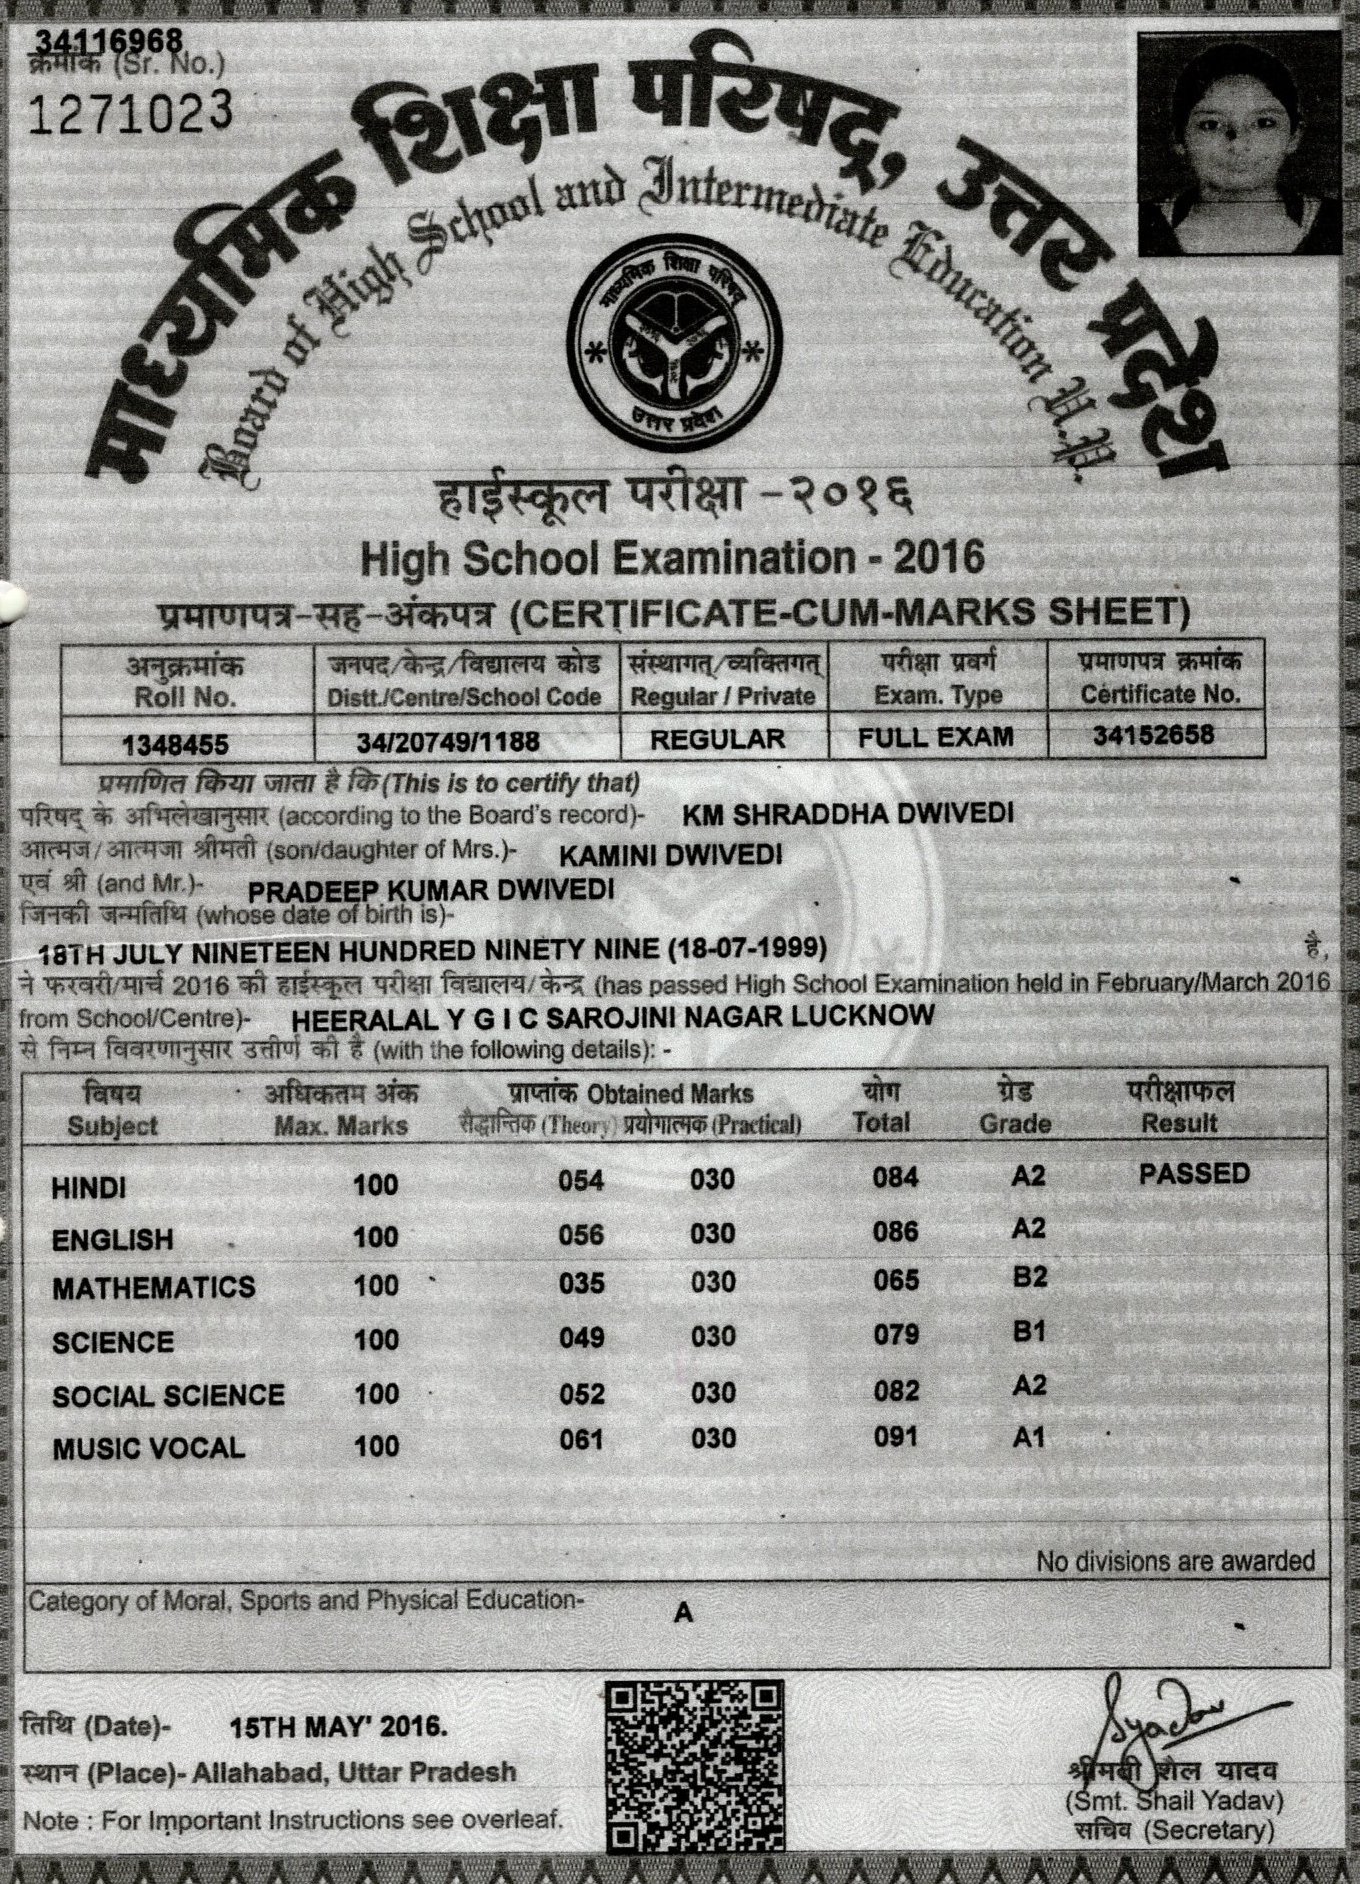 34116968
क्रमांक (Sr. No.)
1271023
माध्यमिक शिक्षा परिषद्, उत्तर प्रदेश
Board of High School and Intermediate Education U.P.
माध्यमिक शिक्षा परिषद्
उत्तर प्रदेश
हाईस्कूल परीक्षा -२०१६
High School Examination - 2016
प्रमाणपत्र-सह-अंकपत्र (CERTIFICATE-CUM-MARKS SHEET)
अनुक्रमांक जनपद/केन्द्र/विद्यालय कोड संस्थागत्/व्यक्तिगत् परीक्षा प्रवर्ग प्रमाणपत्र क्रमांक
Roll No. Distt./Centre/School Code Regular / Private Exam. Type Certificate No.
1348455 34/20749/1188 REGULAR FULL EXAM 34152658
प्रमाणित किया जाता है कि (This is to certify that)
परिषद् के अभिलेखानुसार (according to the Board's record)- KM SHRADDHA DWIVEDI
आत्मज/आत्मजा श्रीमती (son/daughter of Mrs.)- KAMINI DWIVEDI
एवं श्री (and Mr.)- PRADEEP KUMAR DWIVEDI
जिनकी जन्मतिथि (whose date of birth is)-
18TH JULY NINETEEN HUNDRED NINETY NINE (18-07-1999) है,
ने फरवरी/मार्च 2016 की हाईस्कूल परीक्षा विद्यालय/केन्द्र (has passed High School Examination held in February/March 2016
from School/Centre)- HEERALAL Y G I C SAROJINI NAGAR LUCKNOW
से निम्न विवरणानुसार उत्तीर्ण की है (with the following details): -
विषय अधिकतम अंक प्राप्तांक Obtained Marks योग ग्रेड परीक्षाफल
Subject Max. Marks सैद्धान्तिक (Theory) प्रयोगात्मक (Practical) Total Grade Result
HINDI 100 054 030 084 A2 PASSED
ENGLISH 100 056 030 086 A2
MATHEMATICS 100 035 030 065 B2
SCIENCE 100 049 030 079 B1
SOCIAL SCIENCE 100 052 030 082 A2
MUSIC VOCAL 100 061 030 091 A1
No divisions are awarded
Category of Moral, Sports and Physical Education- A
तिथि (Date)- 15TH MAY' 2016.
स्थान (Place)- Allahabad, Uttar Pradesh
Note : For Important Instructions see overleaf.
Syadav
श्रीमती शैल यादव
(Smt. Shail Yadav)
सचिव (Secretary)